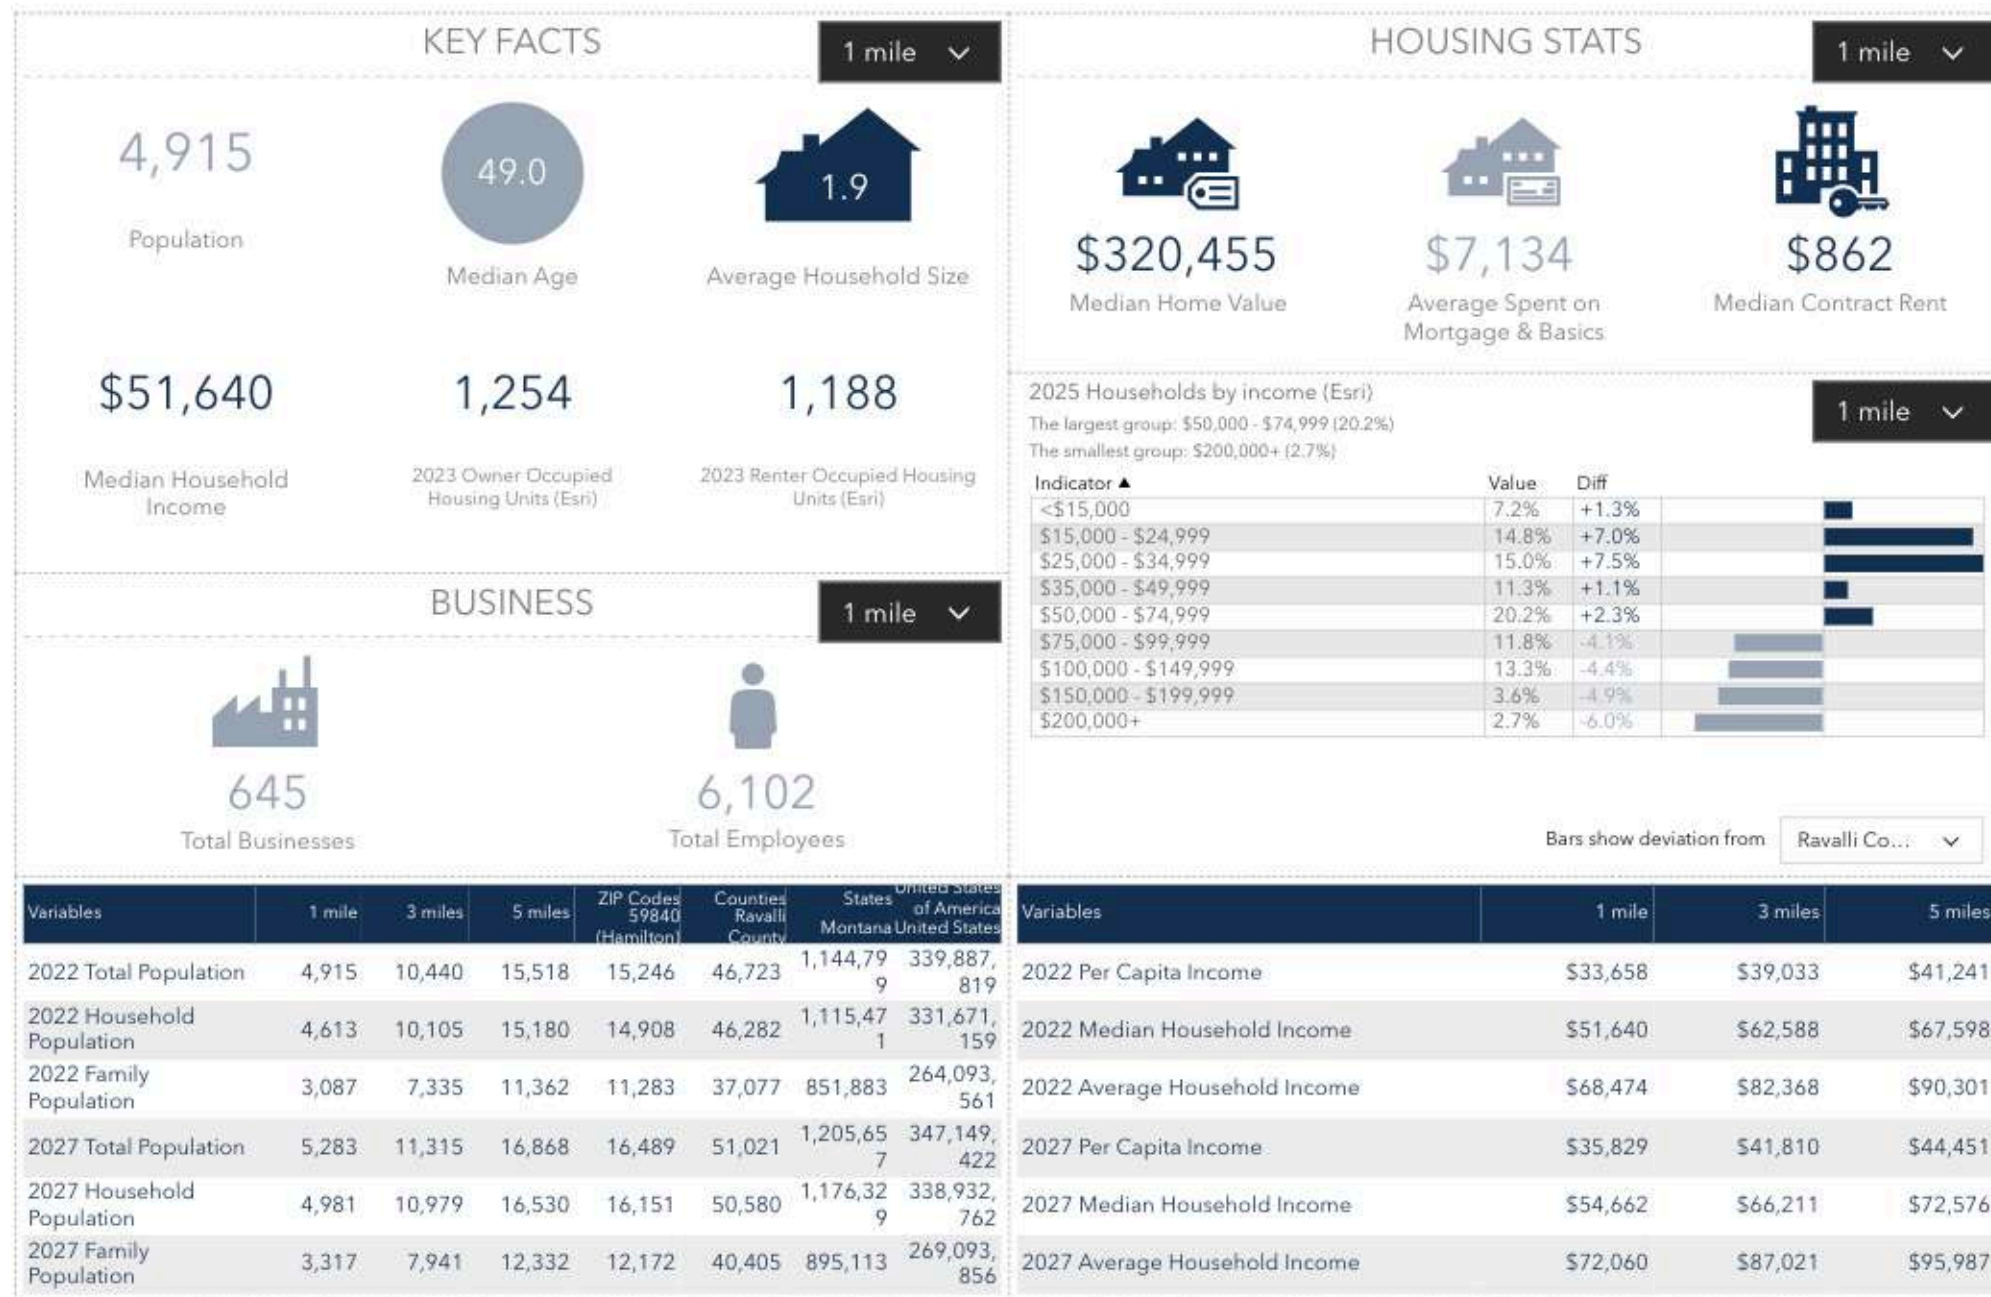 KEY FACTS
1 mile
4,915
Population
49.0
Median Age
1.9
Average Household Size
$51,640
Median Household
Income
1,254
2023 Owner Occupied
Housing Units (Esri)
1,188
2023 Renter Occupied Housing
Units (Esri)
BUSINESS
1 mile
645
Total Businesses
6,102
Total Employees
HOUSING STATS
1 mile
$320,455
Median Home Value
$7,134
Average Spent on
Mortgage & Basics
$862
Median Contract Rent
2025 Households by income (Esri)
The largest group: $50,000 - $74,999 (20.2%)
The smallest group: $200,000+ (2.7%)
1 mile
Indicator ▲ Value Diff
<$15,000 7.2% +1.3%
$15,000 - $24,999 14.8% +7.0%
$25,000 - $34,999 15.0% +7.5%
$35,000 - $49,999 11.3% +1.1%
$50,000 - $74,999 20.2% +2.3%
$75,000 - $99,999 11.8% -4.1%
$100,000 - $149,999 13.3% -4.4%
$150,000 - $199,999 3.6% -4.9%
$200,000+ 2.7% -6.0%
Bars show deviation from Ravalli Co...
Variables 1 mile 3 miles 5 miles ZIP Codes 59840 (Hamilton) Counties Ravalli County States Montana United States of America United States
2022 Total Population 4,915 10,440 15,518 15,246 46,723 1,144,799 339,887,819
2022 Household Population 4,613 10,105 15,180 14,908 46,282 1,115,471 331,671,159
2022 Family Population 3,087 7,335 11,362 11,283 37,077 851,883 264,093,561
2027 Total Population 5,283 11,315 16,868 16,489 51,021 1,205,657 347,149,422
2027 Household Population 4,981 10,979 16,530 16,151 50,580 1,176,329 338,932,762
2027 Family Population 3,317 7,941 12,332 12,172 40,405 895,113 269,093,856
Variables 1 mile 3 miles 5 miles
2022 Per Capita Income $33,658 $39,033 $41,241
2022 Median Household Income $51,640 $62,588 $67,598
2022 Average Household Income $68,474 $82,368 $90,301
2027 Per Capita Income $35,829 $41,810 $44,451
2027 Median Household Income $54,662 $66,211 $72,576
2027 Average Household Income $72,060 $87,021 $95,987